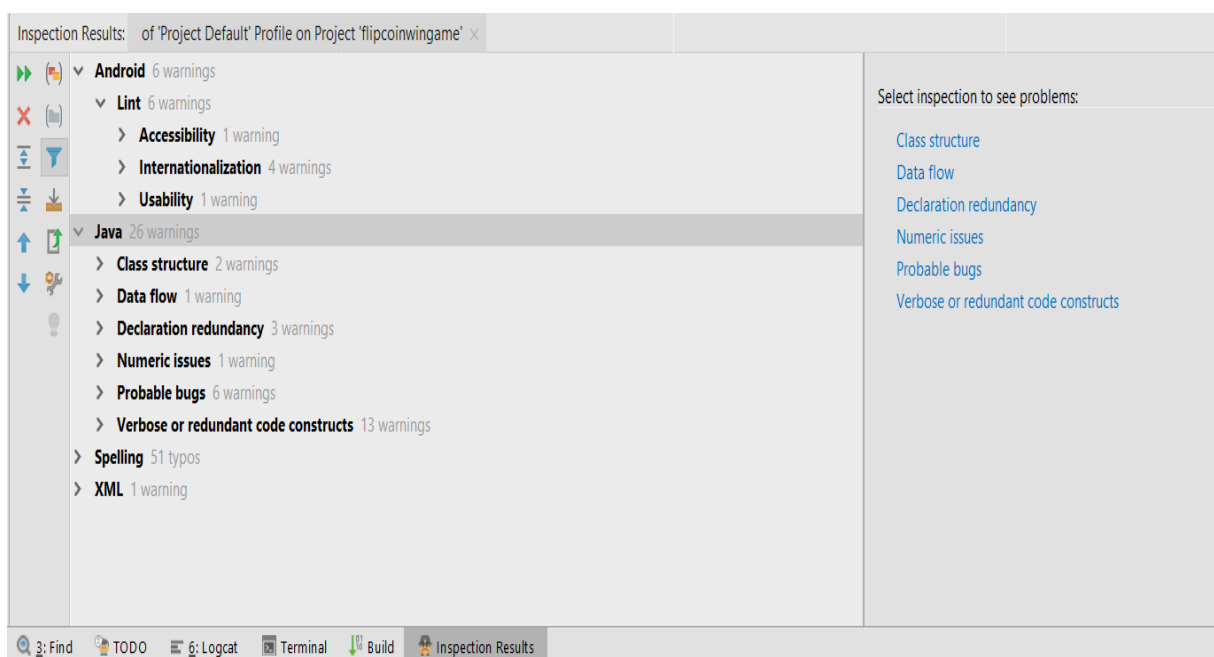 Inspection Results: of 'Project Default' Profile on Project 'flipcoinwingame'
Android 6 warnings
Lint 6 warnings
Accessibility 1 warning
Internationalization 4 warnings
Usability 1 warning
Java 26 warnings
Class structure 2 warnings
Data flow 1 warning
Declaration redundancy 3 warnings
Numeric issues 1 warning
Probable bugs 6 warnings
Verbose or redundant code constructs 13 warnings
Spelling 51 typos
XML 1 warning
Select inspection to see problems:
Class structure
Data flow
Declaration redundancy
Numeric issues
Probable bugs
Verbose or redundant code constructs
3: Find TODO 6: Logcat Terminal Build Inspection Results